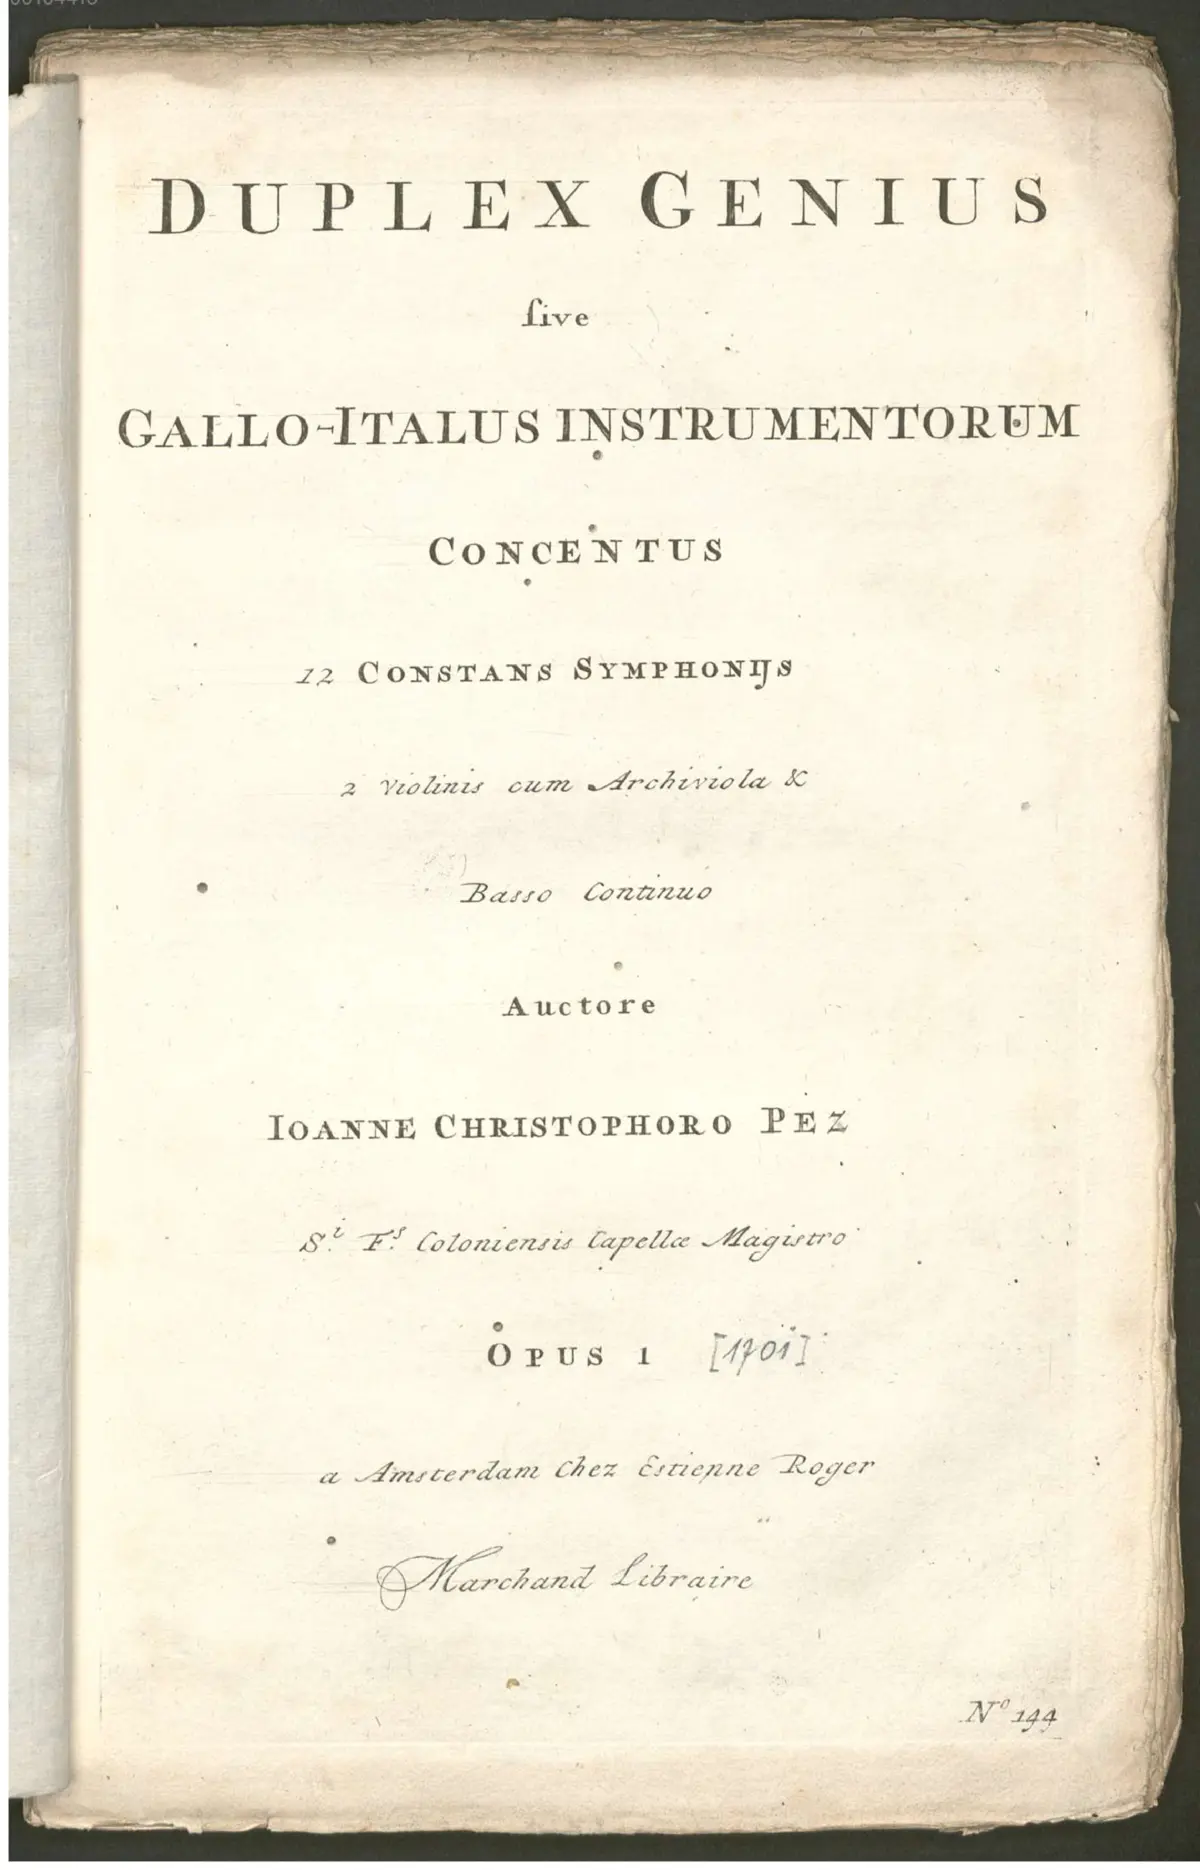 DUPLEX GENIUS
ſive
GALLO-ITALUS INSTRUMENTORUM
CONCENTUS
12 CONSTANS SYMPHONIJS
2 Violinis cum Archiviola &
Basso Continuo
Auctore
IOANNE CHRISTOPHORO PEZ
S.i F.s Coloniensis Capellæ Magistro
OPUS 1 [1701]
a Amsterdam Chez Estienne Roger
Marchand Libraire
No 144